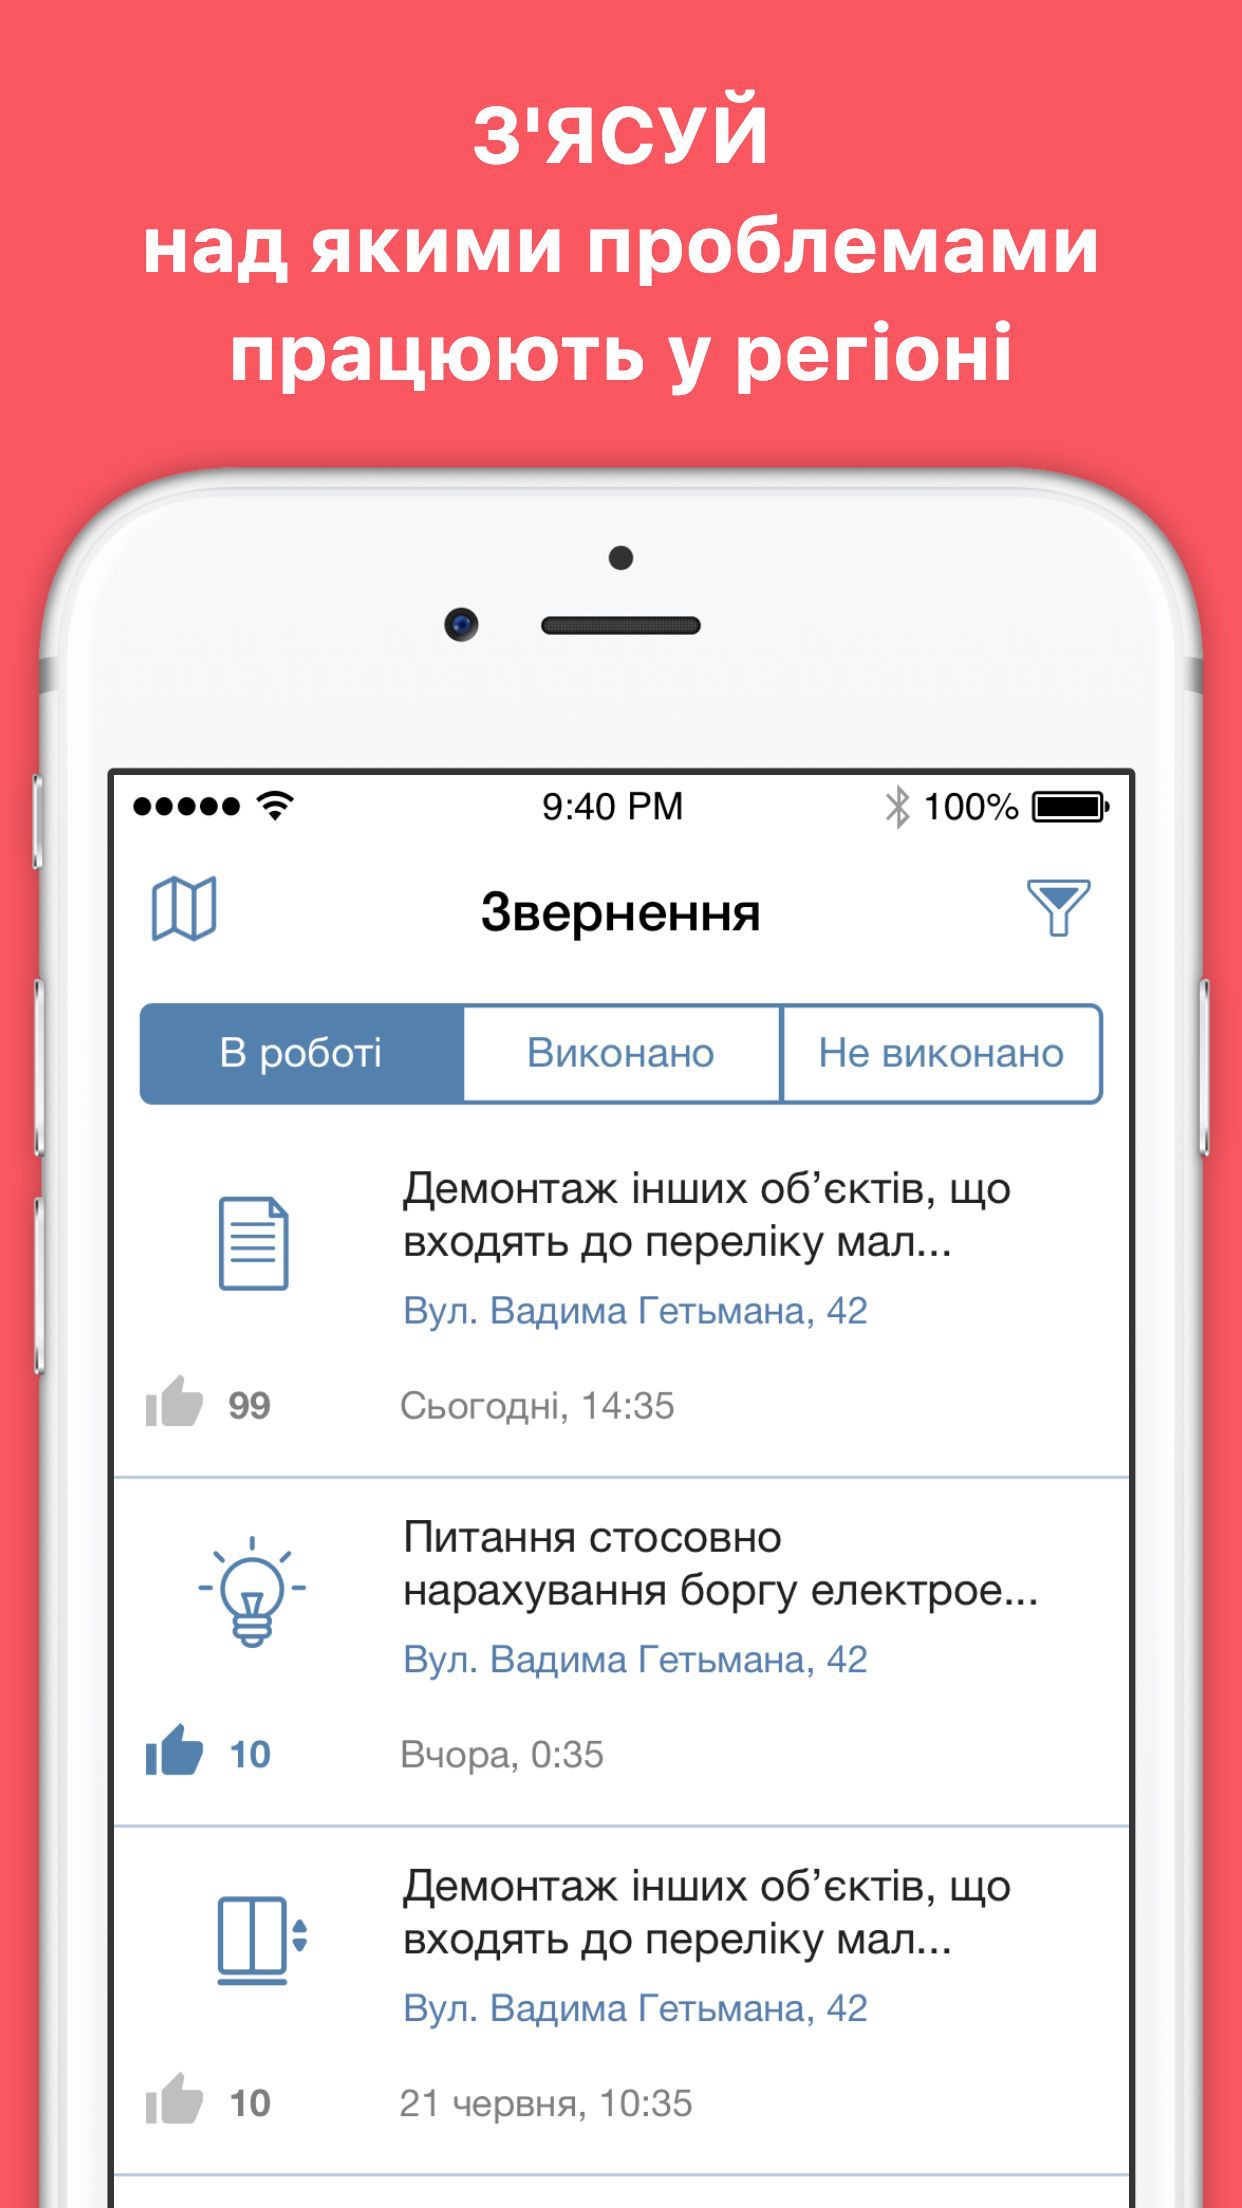 З'ЯСУЙ
над якими проблемами
працюють у регіоні
9:40 PM
100%
Звернення
В роботі
Виконано
Не виконано
Демонтаж інших об’єктів, що
входять до переліку мал...
Вул. Вадима Гетьмана, 42
99
Сьогодні, 14:35
Питання стосовно
нарахування боргу електрое...
Вул. Вадима Гетьмана, 42
10
Вчора, 0:35
Демонтаж інших об’єктів, що
входять до переліку мал...
Вул. Вадима Гетьмана, 42
10
21 червня, 10:35